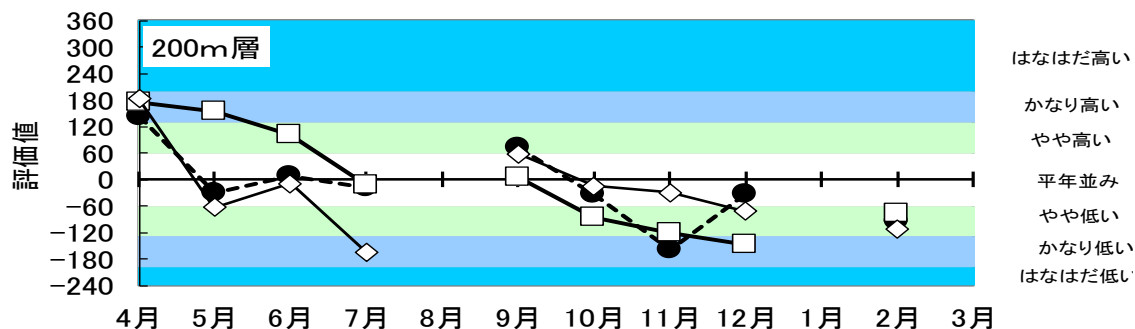 360
300
240
180
120
60
0
-60
-120
-180
-240
評価値
200m層
4月 5月 6月 7月 8月 9月 10月 11月 12月 1月 2月 3月
はなはだ高い
かなり高い
やや高い
平年並み
やや低い
かなり低い
はなはだ低い